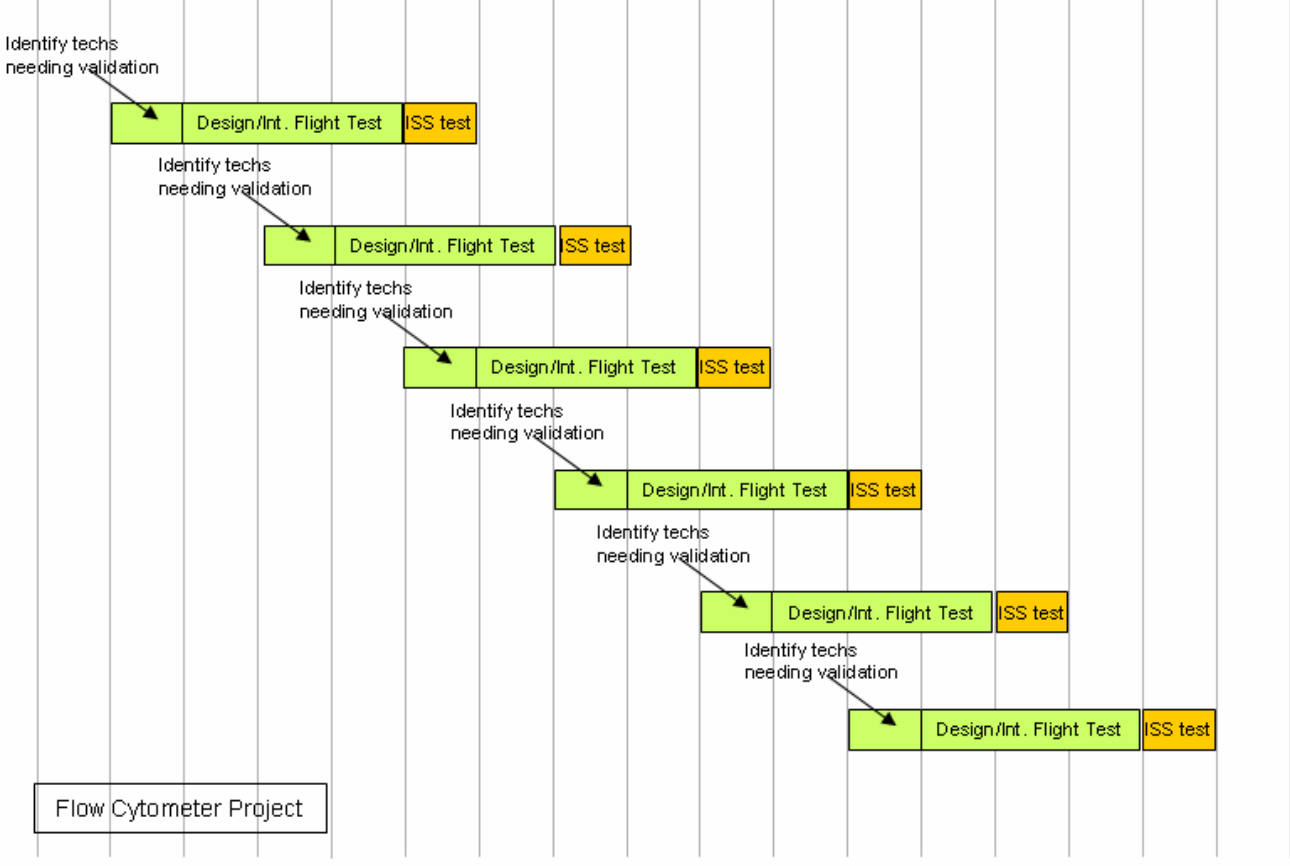 Identify techs
needing validation
Design/Int. Flight Test
ISS test
Identify techs
needing validation
Design/Int. Flight Test
ISS test
Identify techs
needing validation
Design/Int. Flight Test
ISS test
Identify techs
needing validation
Design/Int. Flight Test
ISS test
Identify techs
needing validation
Design/Int. Flight Test
ISS test
Identify techs
needing validation
Design/Int. Flight Test
ISS test
Flow Cytometer Project